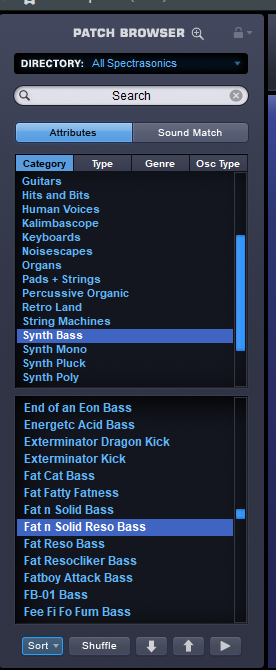 PATCH BROWSER
DIRECTORY: All Spectrasonics
Search
Attributes Sound Match
Category Type Genre Osc Type
Guitars
Hits and Bits
Human Voices
Kalimbascope
Keyboards
Noisescapes
Organs
Pads + Strings
Percussive Organic
Retro Land
String Machines
Synth Bass
Synth Mono
Synth Pluck
Synth Poly
End of an Eon Bass
Energetc Acid Bass
Exterminator Dragon Kick
Exterminator Kick
Fat Cat Bass
Fat Fatty Fatness
Fat n Solid Bass
Fat n Solid Reso Bass
Fat Reso Bass
Fat Resocliker Bass
Fatboy Attack Bass
FB-01 Bass
Fee Fi Fo Fum Bass
Sort Shuffle